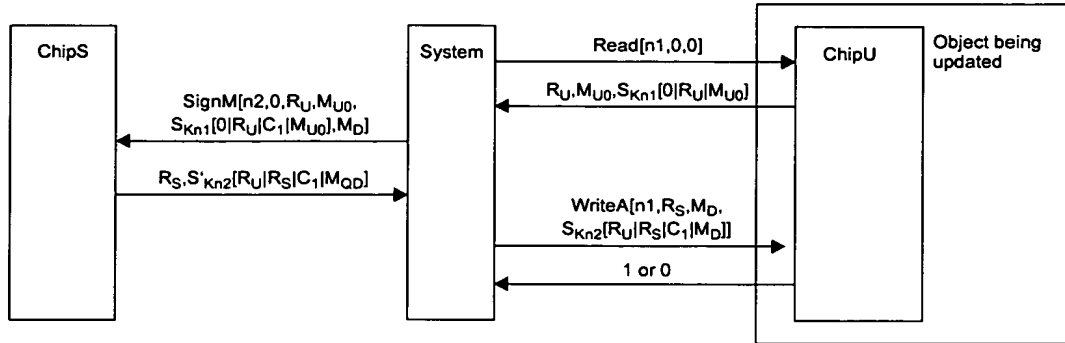 ChipS
System
ChipU
Object being
updated
Read[n1,0,0]
R_U,M_U0,S_Kn1[0|R_U|M_U0]
SignM[n2,0,R_U,M_U0,
S_Kn1[0|R_U|C_1|M_U0],M_D]
R_S,S'_Kn2[R_U|R_S|C_1|M_QD]
WriteA[n1,R_S,M_D,
S_Kn2[R_U|R_S|C_1|M_D]]
1 or 0